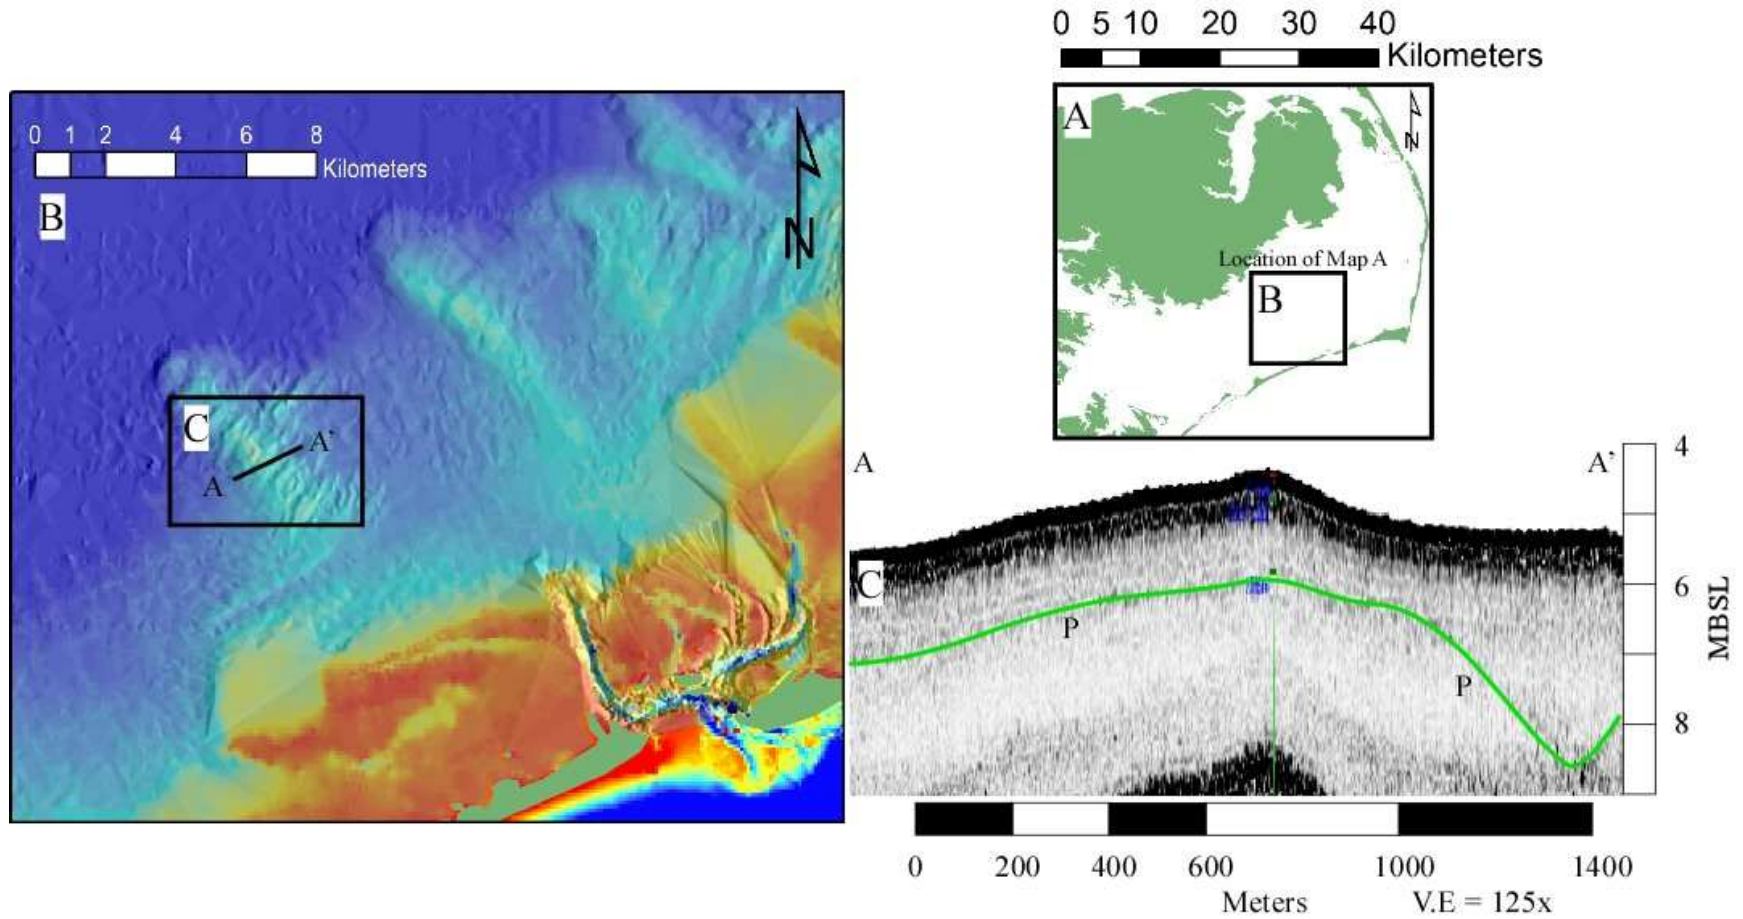 0 5 10 20 30 40
Kilometers
A
N
Location of Map A
B
0 1 2 4 6 8
Kilometers
B
N
C
A
A'
A
A'
4
6
8
MBSL
C
P
P
0 200 400 600 1000 1400
Meters
V.E = 125x